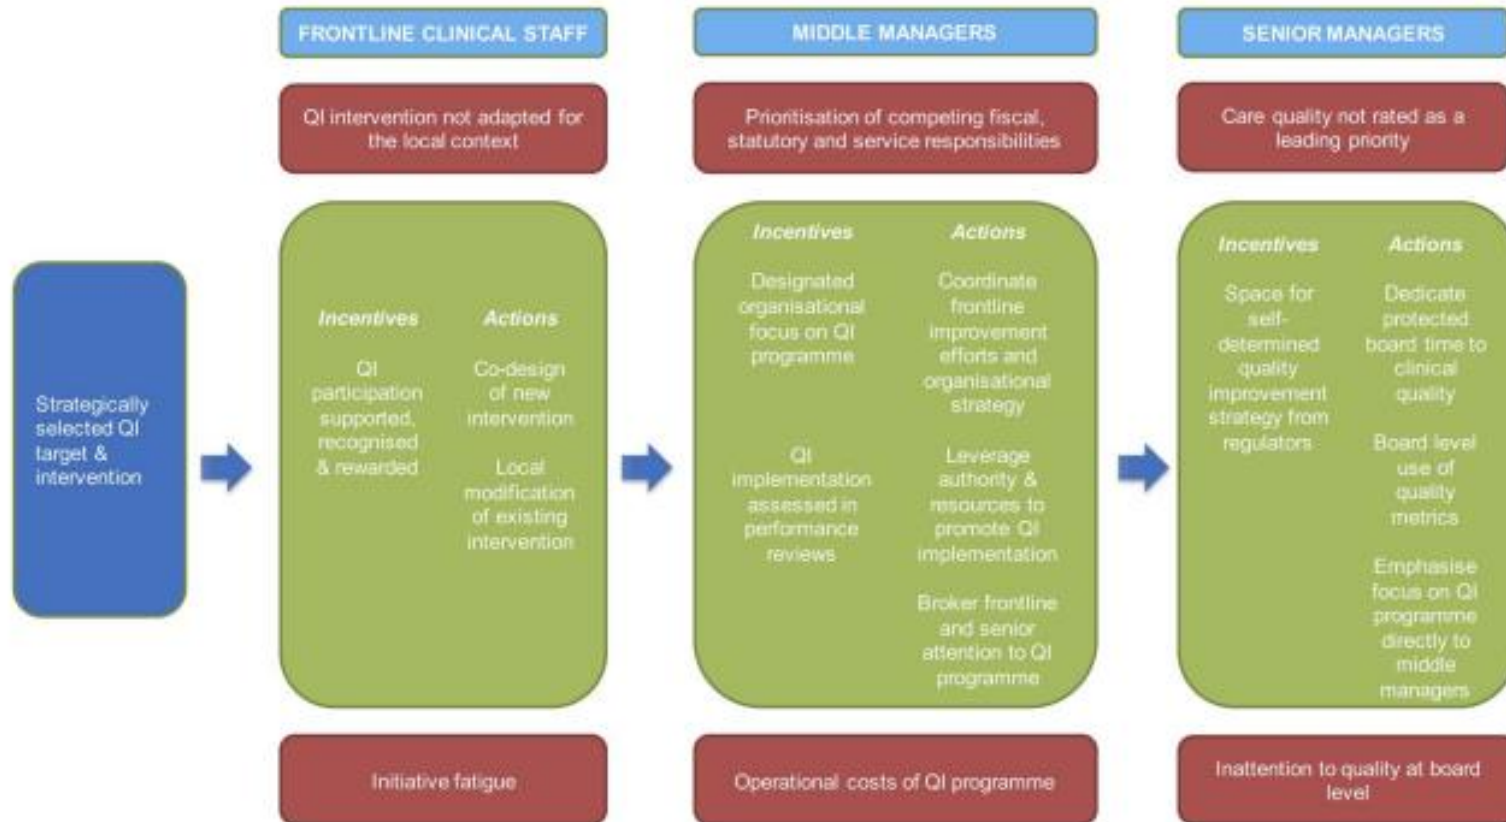 FRONTLINE CLINICAL STAFF
MIDDLE MANAGERS
SENIOR MANAGERS
QI intervention not adapted for
the local context
Prioritisation of competing fiscal,
statutory and service responsibilities
Care quality not rated as a
leading priority
Strategically
selected QI
target &
intervention
Incentives
QI
participation
supported,
recognised
& rewarded
Actions
Co-design
of new
intervention
Local
modification
of existing
intervention
Incentives
Designated
organisational
focus on QI
programme
QI
implementation
assessed in
performance
reviews
Actions
Coordinate
frontline
improvement
efforts and
organisational
strategy
Leverage
authority &
resources to
promote QI
implementation
Broker frontline
and senior
attention to QI
programme
Incentives
Space for
self-
determined
quality
improvement
strategy from
regulators
Actions
Dedicate
protected
board time to
clinical
quality
Board level
use of
quality
metrics
Emphasise
focus on QI
programme
directly to
middle
managers
Initiative fatigue
Operational costs of QI programme
Inattention to quality at board
level